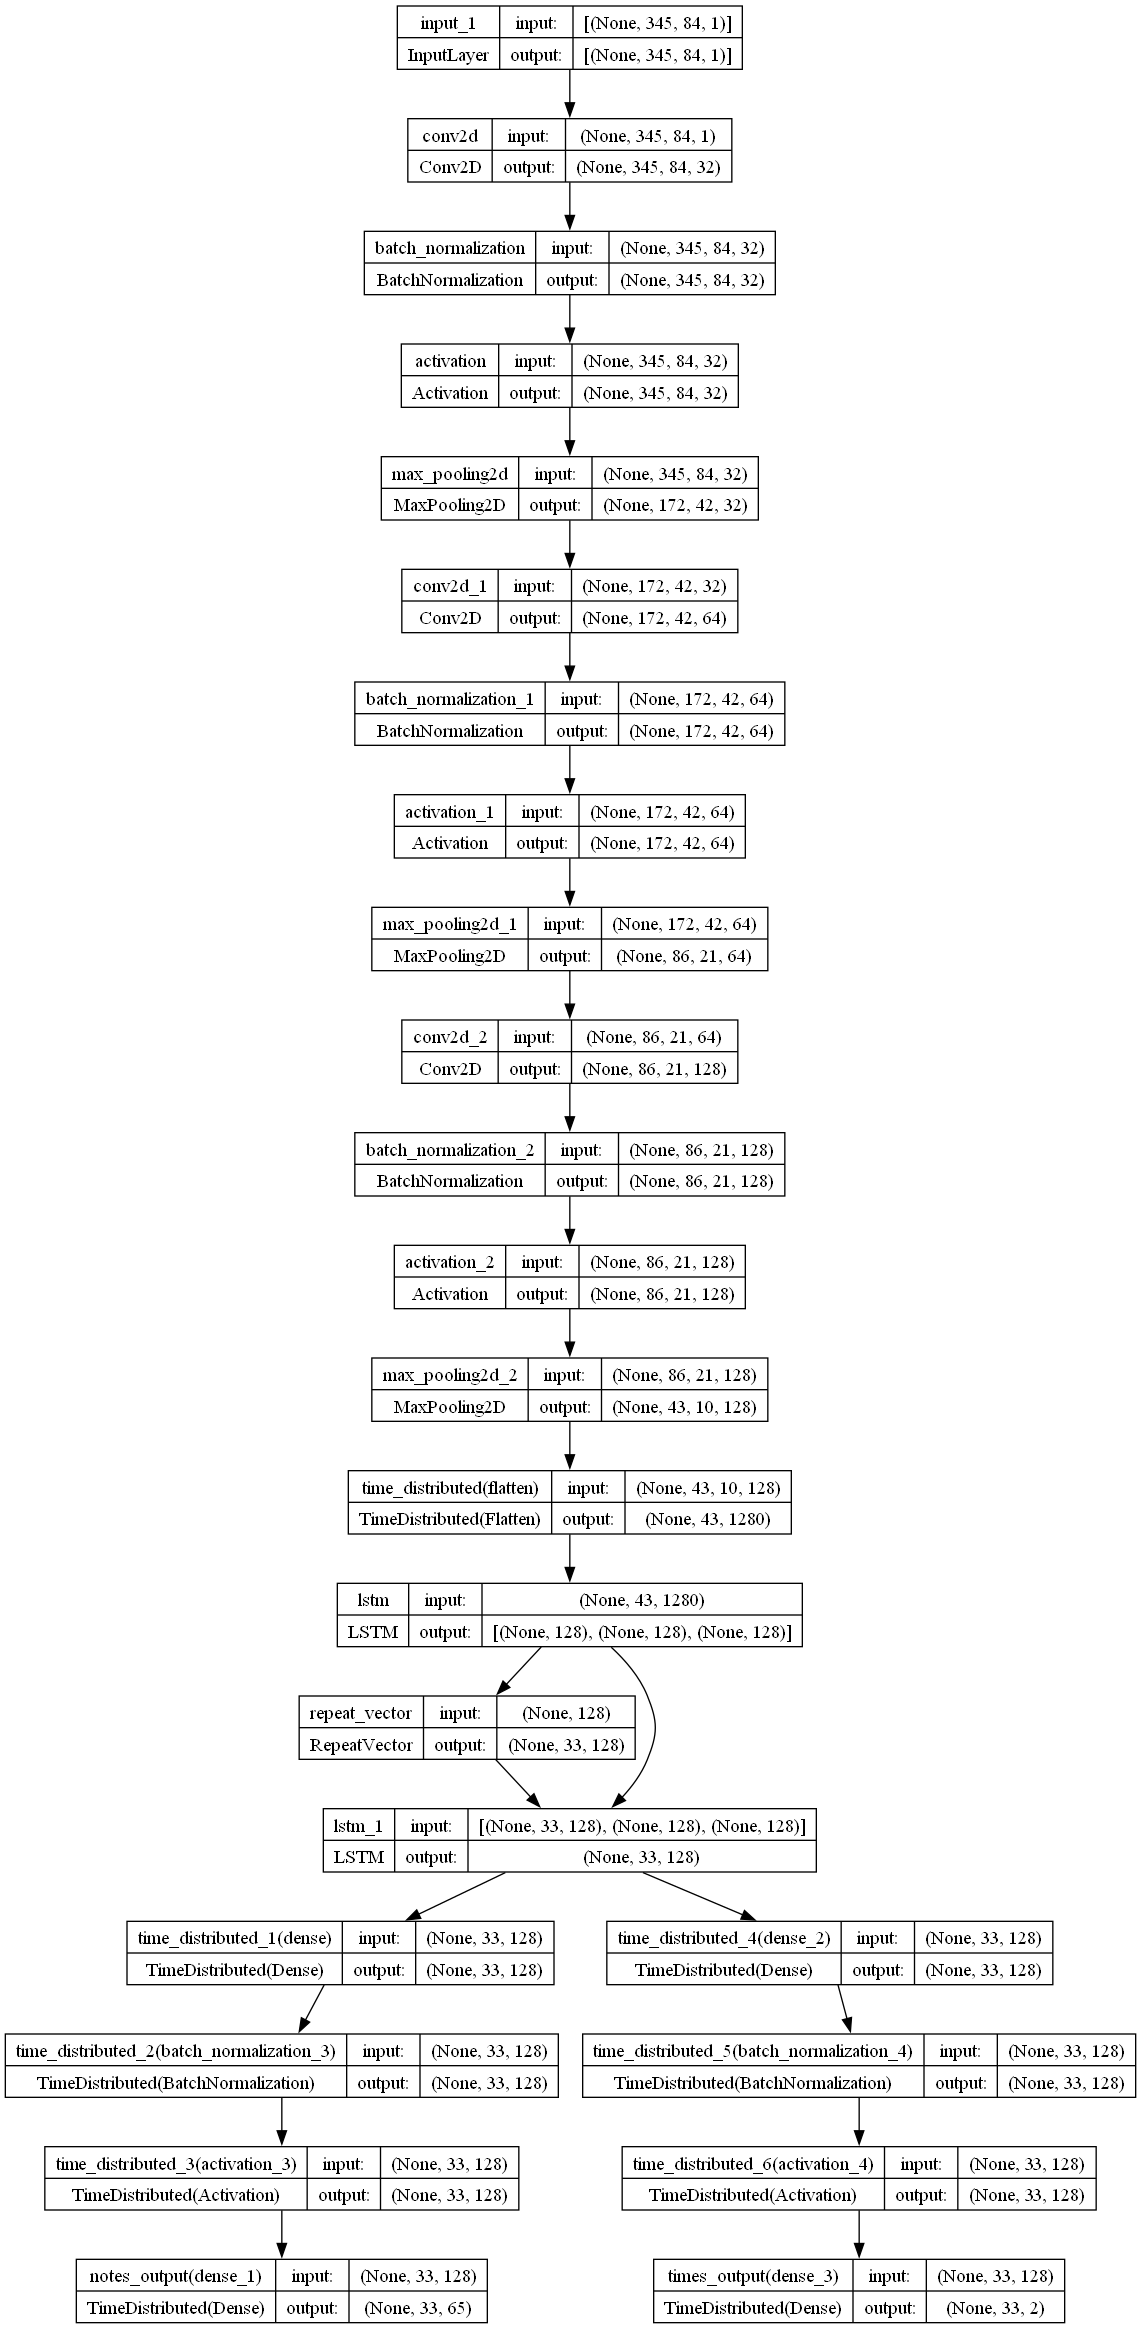 input_1 input: [(None, 345, 84, 1)]
InputLayer output: [(None, 345, 84, 1)]
conv2d input: (None, 345, 84, 1)
Conv2D output: (None, 345, 84, 32)
batch_normalization input: (None, 345, 84, 32)
BatchNormalization output: (None, 345, 84, 32)
activation input: (None, 345, 84, 32)
Activation output: (None, 345, 84, 32)
max_pooling2d input: (None, 345, 84, 32)
MaxPooling2D output: (None, 172, 42, 32)
conv2d_1 input: (None, 172, 42, 32)
Conv2D output: (None, 172, 42, 64)
batch_normalization_1 input: (None, 172, 42, 64)
BatchNormalization output: (None, 172, 42, 64)
activation_1 input: (None, 172, 42, 64)
Activation output: (None, 172, 42, 64)
max_pooling2d_1 input: (None, 172, 42, 64)
MaxPooling2D output: (None, 86, 21, 64)
conv2d_2 input: (None, 86, 21, 64)
Conv2D output: (None, 86, 21, 128)
batch_normalization_2 input: (None, 86, 21, 128)
BatchNormalization output: (None, 86, 21, 128)
activation_2 input: (None, 86, 21, 128)
Activation output: (None, 86, 21, 128)
max_pooling2d_2 input: (None, 86, 21, 128)
MaxPooling2D output: (None, 43, 10, 128)
time_distributed(flatten) input: (None, 43, 10, 128)
TimeDistributed(Flatten) output: (None, 43, 1280)
lstm input: (None, 43, 1280)
LSTM output: [(None, 128), (None, 128), (None, 128)]
repeat_vector input: (None, 128)
RepeatVector output: (None, 33, 128)
lstm_1 input: [(None, 33, 128), (None, 128), (None, 128)]
LSTM output: (None, 33, 128)
time_distributed_1(dense) input: (None, 33, 128)
TimeDistributed(Dense) output: (None, 33, 128)
time_distributed_4(dense_2) input: (None, 33, 128)
TimeDistributed(Dense) output: (None, 33, 128)
time_distributed_2(batch_normalization_3) input: (None, 33, 128)
TimeDistributed(BatchNormalization) output: (None, 33, 128)
time_distributed_5(batch_normalization_4) input: (None, 33, 128)
TimeDistributed(BatchNormalization) output: (None, 33, 128)
time_distributed_3(activation_3) input: (None, 33, 128)
TimeDistributed(Activation) output: (None, 33, 128)
time_distributed_6(activation_4) input: (None, 33, 128)
TimeDistributed(Activation) output: (None, 33, 128)
notes_output(dense_1) input: (None, 33, 128)
TimeDistributed(Dense) output: (None, 33, 65)
times_output(dense_3) input: (None, 33, 128)
TimeDistributed(Dense) output: (None, 33, 2)